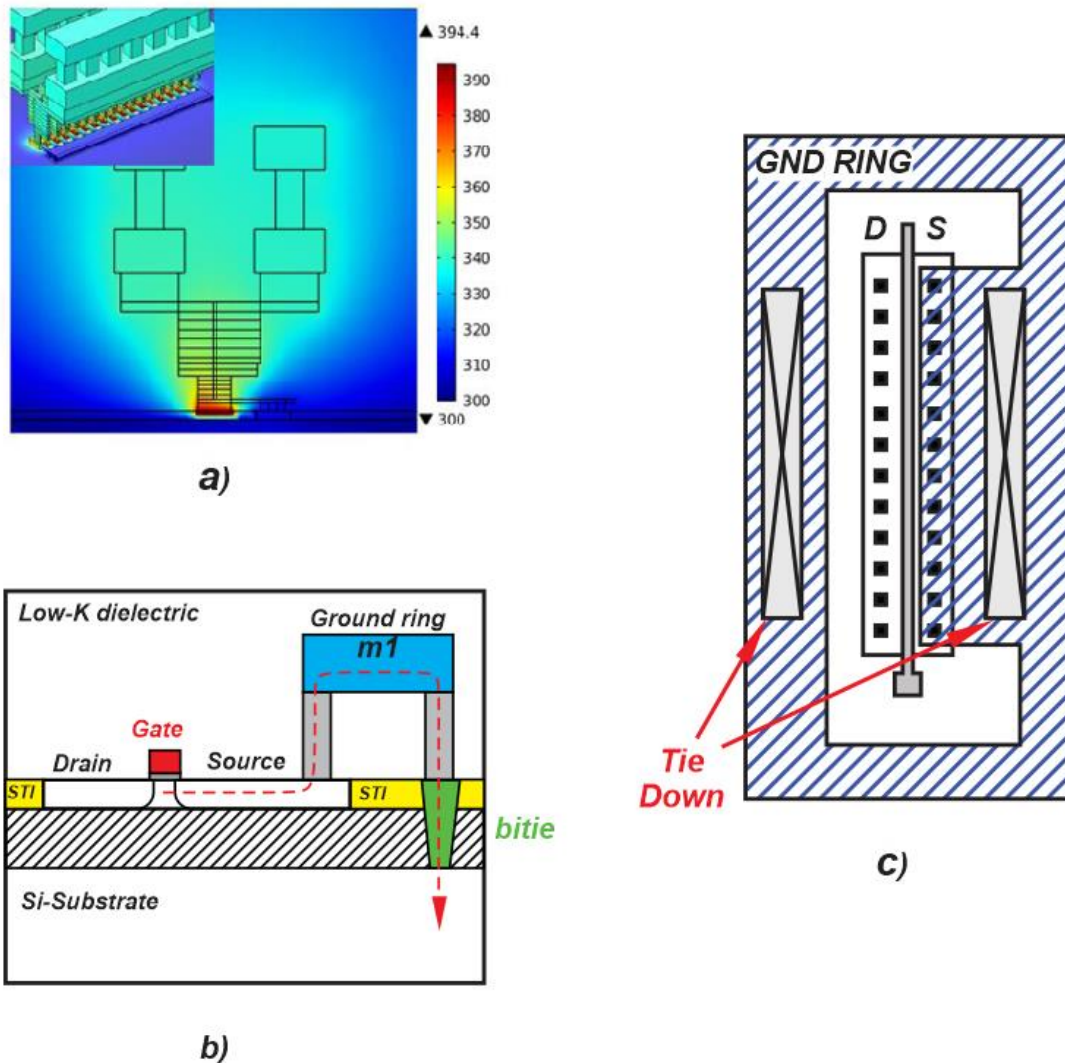 ▲ 394.4
390
380
370
360
350
340
330
320
310
300
▼ 300
a)
Low-K dielectric
Ground ring
m1
Gate
Drain
Source
STI
STI
bitie
Si-Substrate
b)
GND RING
D S
Tie
Down
c)